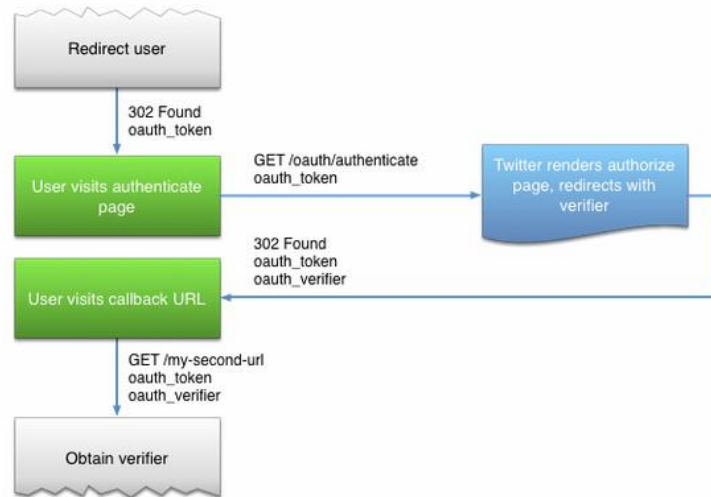 Redirect user
302 Found
oauth_token
User visits authenticate
page
GET /oauth/authenticate
oauth_token
Twitter renders authorize
page, redirects with
verifier
302 Found
oauth_token
oauth_verifier
User visits callback URL
GET /my-second-url
oauth_token
oauth_verifier
Obtain verifier